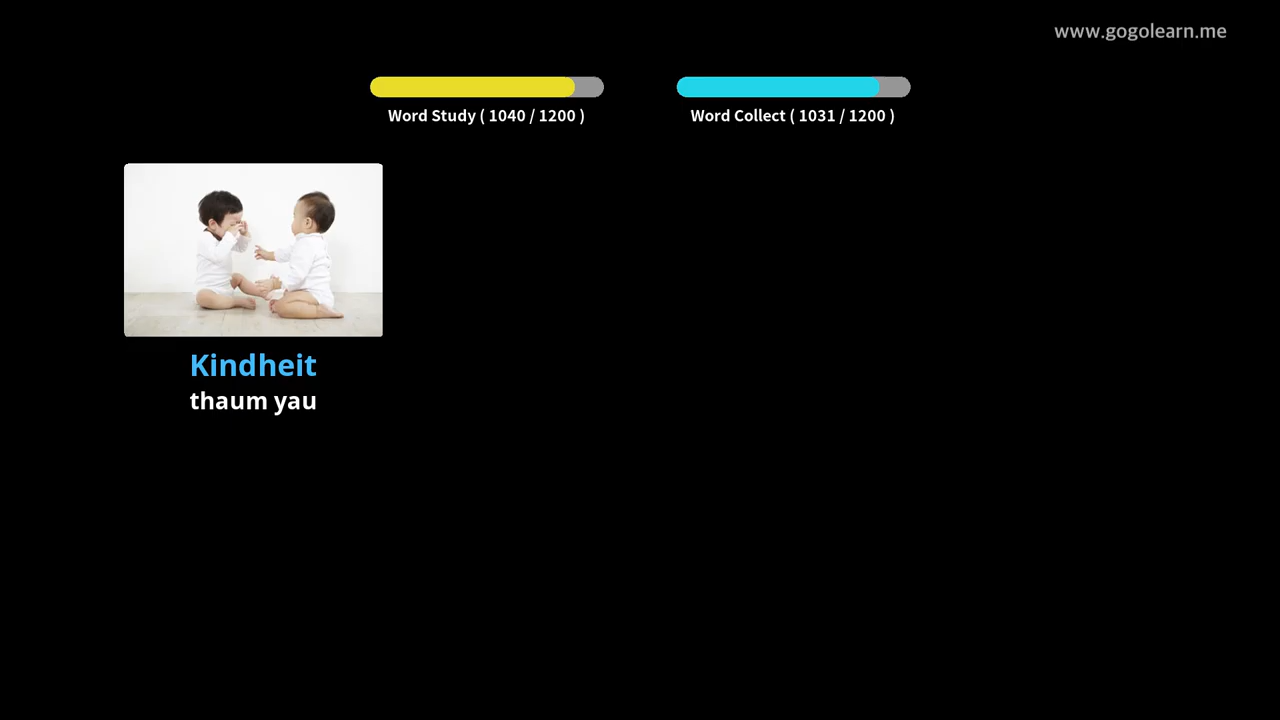 www.gogolearn.me
Word Study ( 1040 / 1200 )
Word Collect ( 1031 / 1200 )
Kindheit
thaum yau